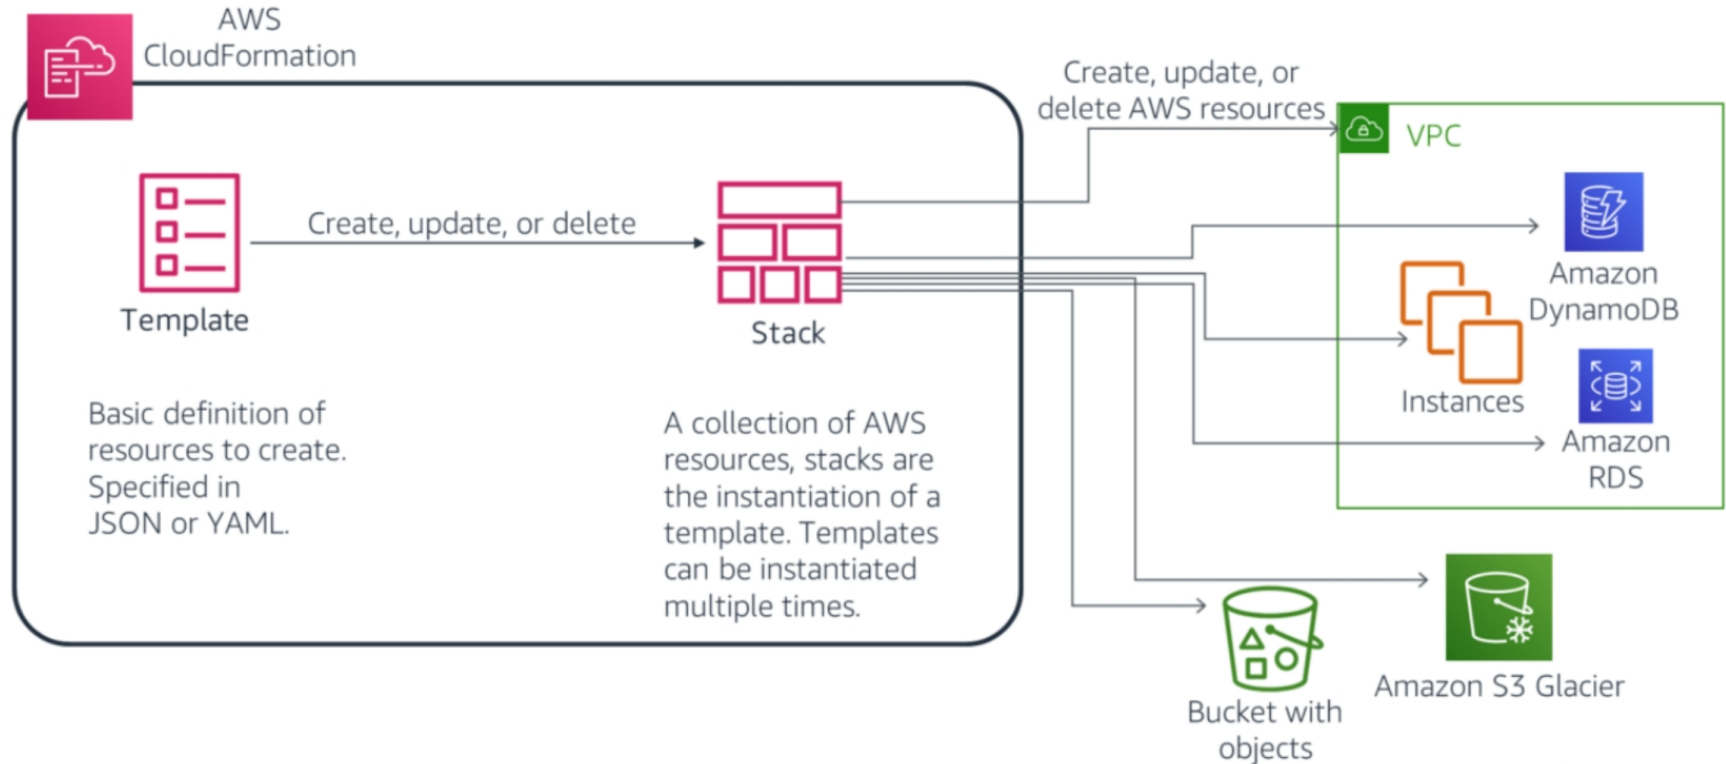 AWS
CloudFormation
Create, update, or
delete AWS resources
VPC
Create, update, or delete
Template
Stack
Amazon
DynamoDB
Instances
Amazon
RDS
Basic definition of
resources to create.
Specified in
JSON or YAML.
A collection of AWS
resources, stacks are
the instantiation of a
template. Templates
can be instantiated
multiple times.
Amazon S3 Glacier
Bucket with
objects